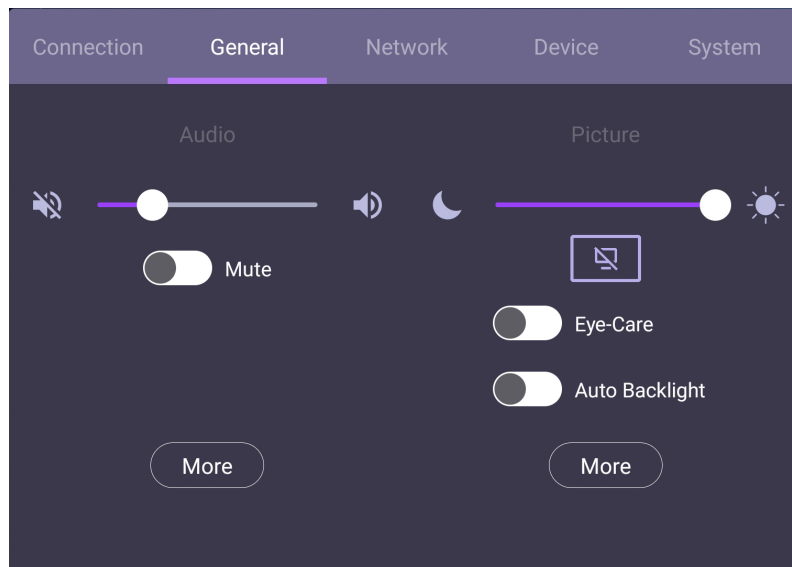 Connection General Network Device System
Audio
Picture
Mute
Eye-Care
Auto Backlight
More
More